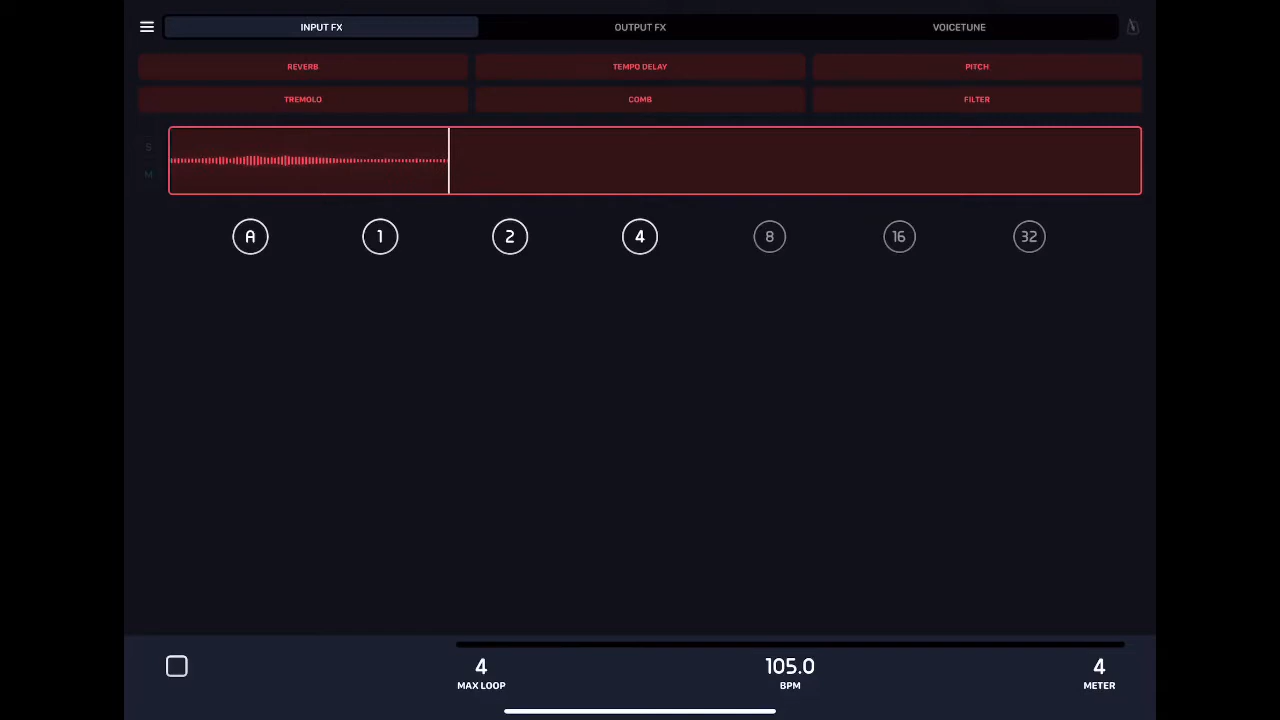 INPUT FX OUTPUT FX VOICETUNE
REVERB TEMPO DELAY PITCH
TREMOLO COMB FILTER
S
M
A 1 2 4 8 16 32
4 105.0 4
MAX LOOP BPM METER